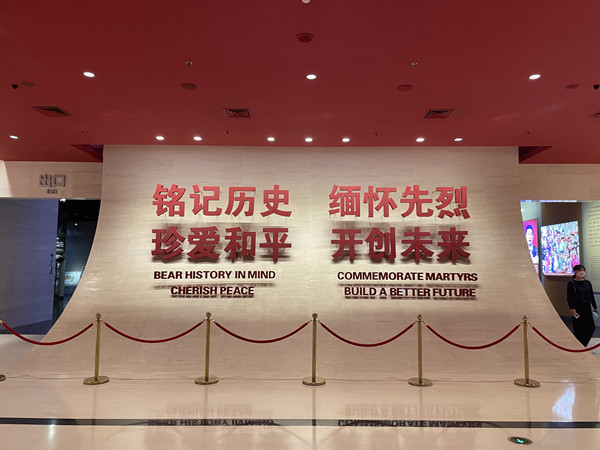 出口
铭记历史 缅怀先烈
珍爱和平 开创未来
BEAR HISTORY IN MIND
CHERISH PEACE
COMMEMORATE MARTYRS
BUILD A BETTER FUTURE